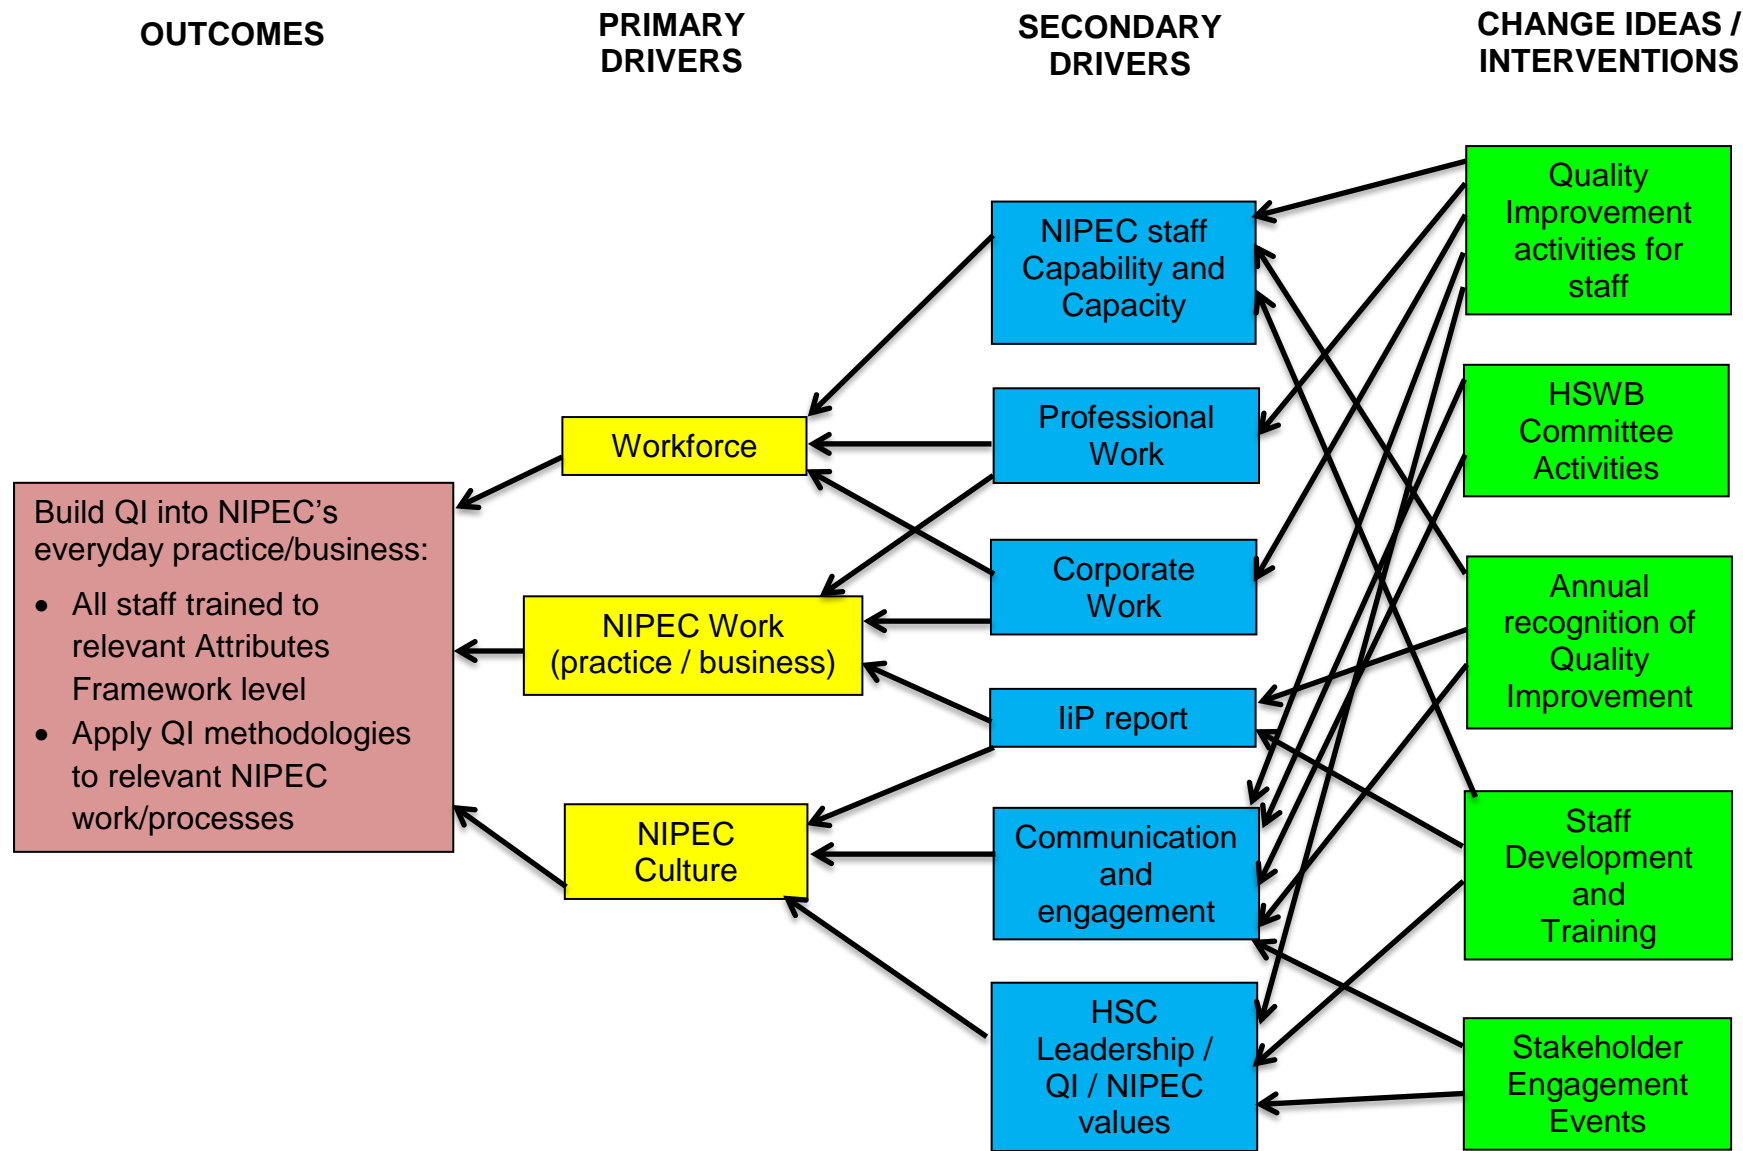 OUTCOMES
PRIMARY
DRIVERS
SECONDARY
DRIVERS
CHANGE IDEAS /
INTERVENTIONS
Build QI into NIPEC’s
everyday practice/business:
• All staff trained to
relevant Attributes
Framework level
• Apply QI methodologies
to relevant NIPEC
work/processes
Workforce
NIPEC Work
(practice / business)
NIPEC
Culture
NIPEC staff
Capability and
Capacity
Professional
Work
Corporate
Work
IiP report
Communication
and
engagement
HSC
Leadership /
QI / NIPEC
values
Quality
Improvement
activities for
staff
HSWB
Committee
Activities
Annual
recognition of
Quality
Improvement
Staff
Development
and
Training
Stakeholder
Engagement
Events